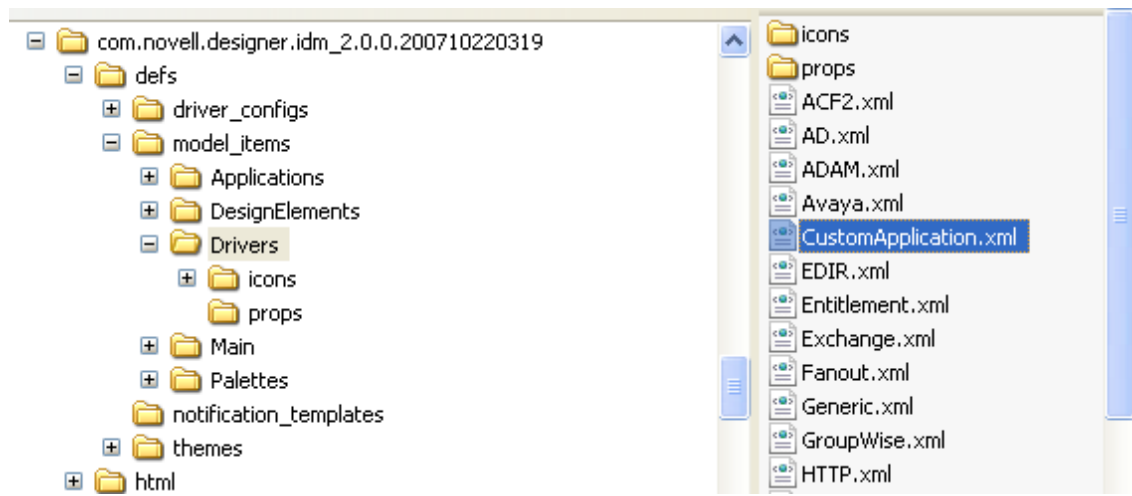 com.novell.designer.idm_2.0.0.200710220319
defs
driver_configs
model_items
Applications
DesignElements
Drivers
icons
props
Main
Palettes
notification_templates
themes
html
icons
props
ACF2.xml
AD.xml
ADAM.xml
Avaya.xml
CustomApplication.xml
EDIR.xml
Entitlement.xml
Exchange.xml
Fanout.xml
Generic.xml
GroupWise.xml
HTTP.xml